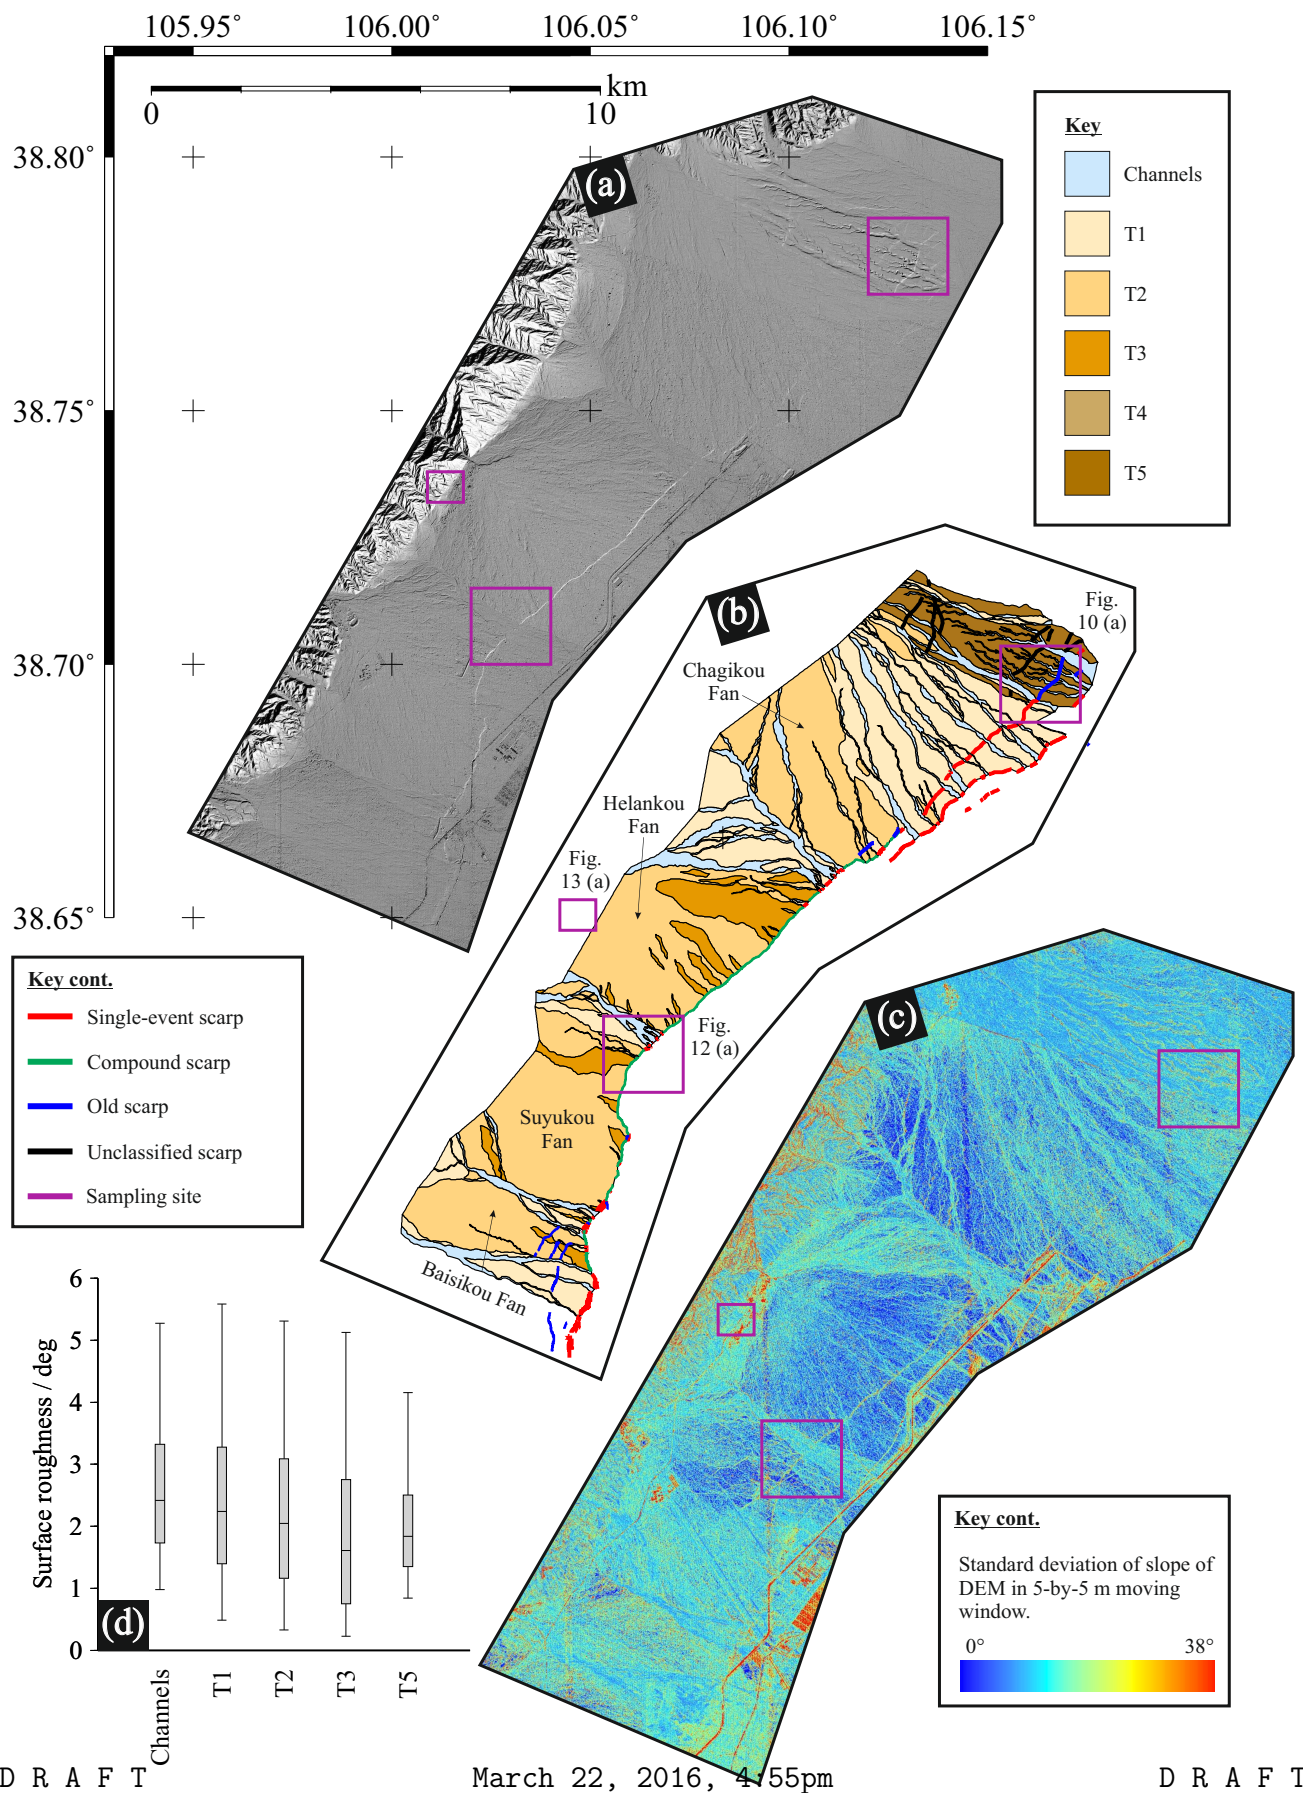 105.95° 106.00° 106.05° 106.10° 106.15°
km
0 10
38.80°
38.75°
38.70°
38.65°
(a)
Key
Channels
T1
T2
T3
T4
T5
(b)
Fig.
10 (a)
Chagikou
Fan
Helankou
Fan
Fig.
13 (a)
Fig.
12 (a)
Suyukou
Fan
Baisikou Fan
Key cont.
Single-event scarp
Compound scarp
Old scarp
Unclassified scarp
Sampling site
(c)
Surface roughness / deg
6
5
4
3
2
1
0
(d)
Channels
T1
T2
T3
T5
Key cont.
Standard deviation of slope of
DEM in 5-by-5 m moving
window.
0° 38°
D R A F T March 22, 2016, 4:55pm D R A F T